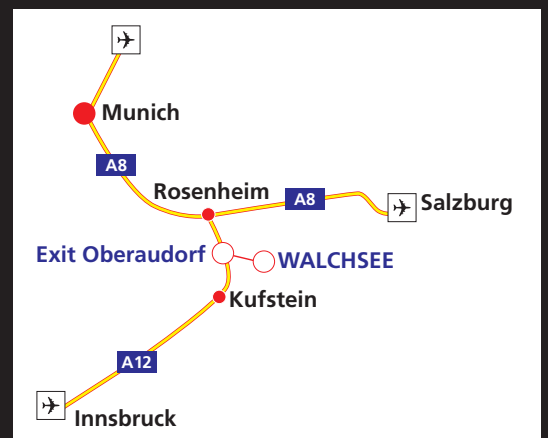 Munich
A8
Rosenheim
A8
Salzburg
Exit Oberaudorf
WALCHSEE
Kufstein
A12
Innsbruck